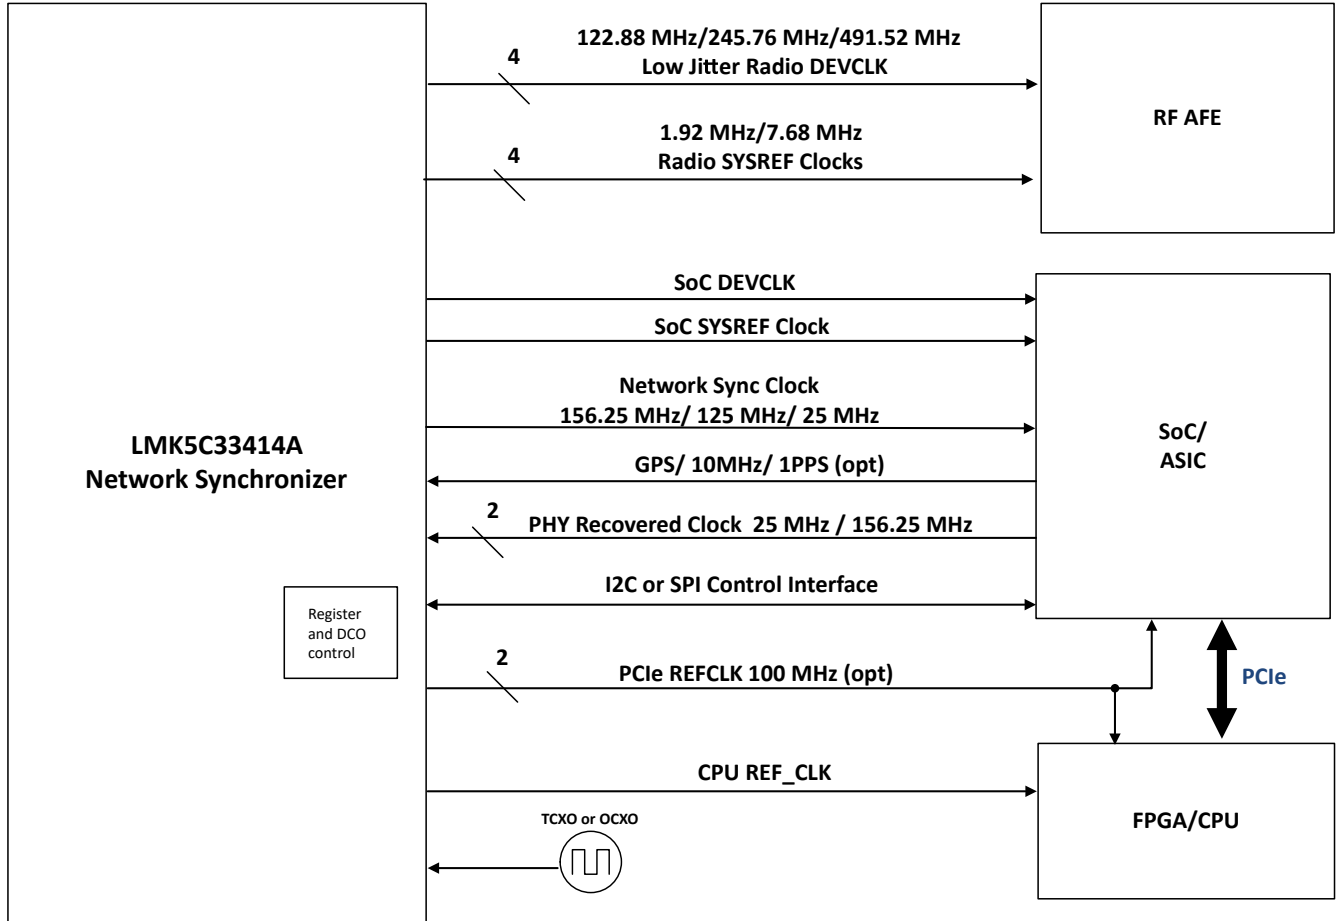 122.88 MHz/245.76 MHz/491.52 MHz
4
Low Jitter Radio DEVCLK
RF AFE
1.92 MHz/7.68 MHz
4
Radio SYSREF Clocks
SoC DEVCLK
SoC SYSREF Clock
Network Sync Clock
156.25 MHz/ 125 MHz/ 25 MHz
LMK5C33414A
Network Synchronizer
SoC/
ASIC
GPS/ 10MHz/ 1PPS (opt)
2
PHY Recovered Clock 25 MHz / 156.25 MHz
I2C or SPI Control Interface
Register
and DCO
control
2
PCIe REFCLK 100 MHz (opt)
PCIe
CPU REF_CLK
TCXO or OCXO
FPGA/CPU